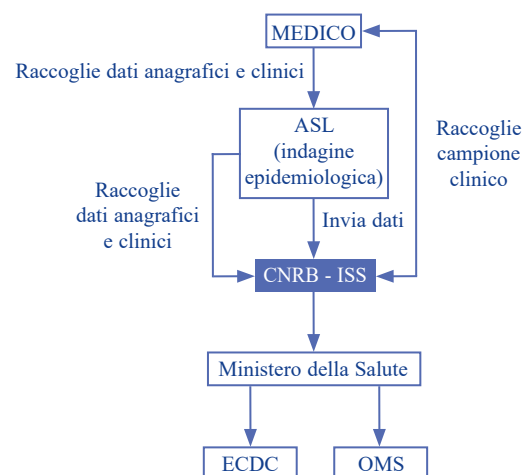 MEDICO
Raccoglie dati anagrafici e clinici
ASL
(indagine
epidemiologica)
Raccoglie
campione
clinico
Raccoglie
dati anagrafici
e clinici
Invia dati
CNRB - ISS
Ministero della Salute
ECDC
OMS